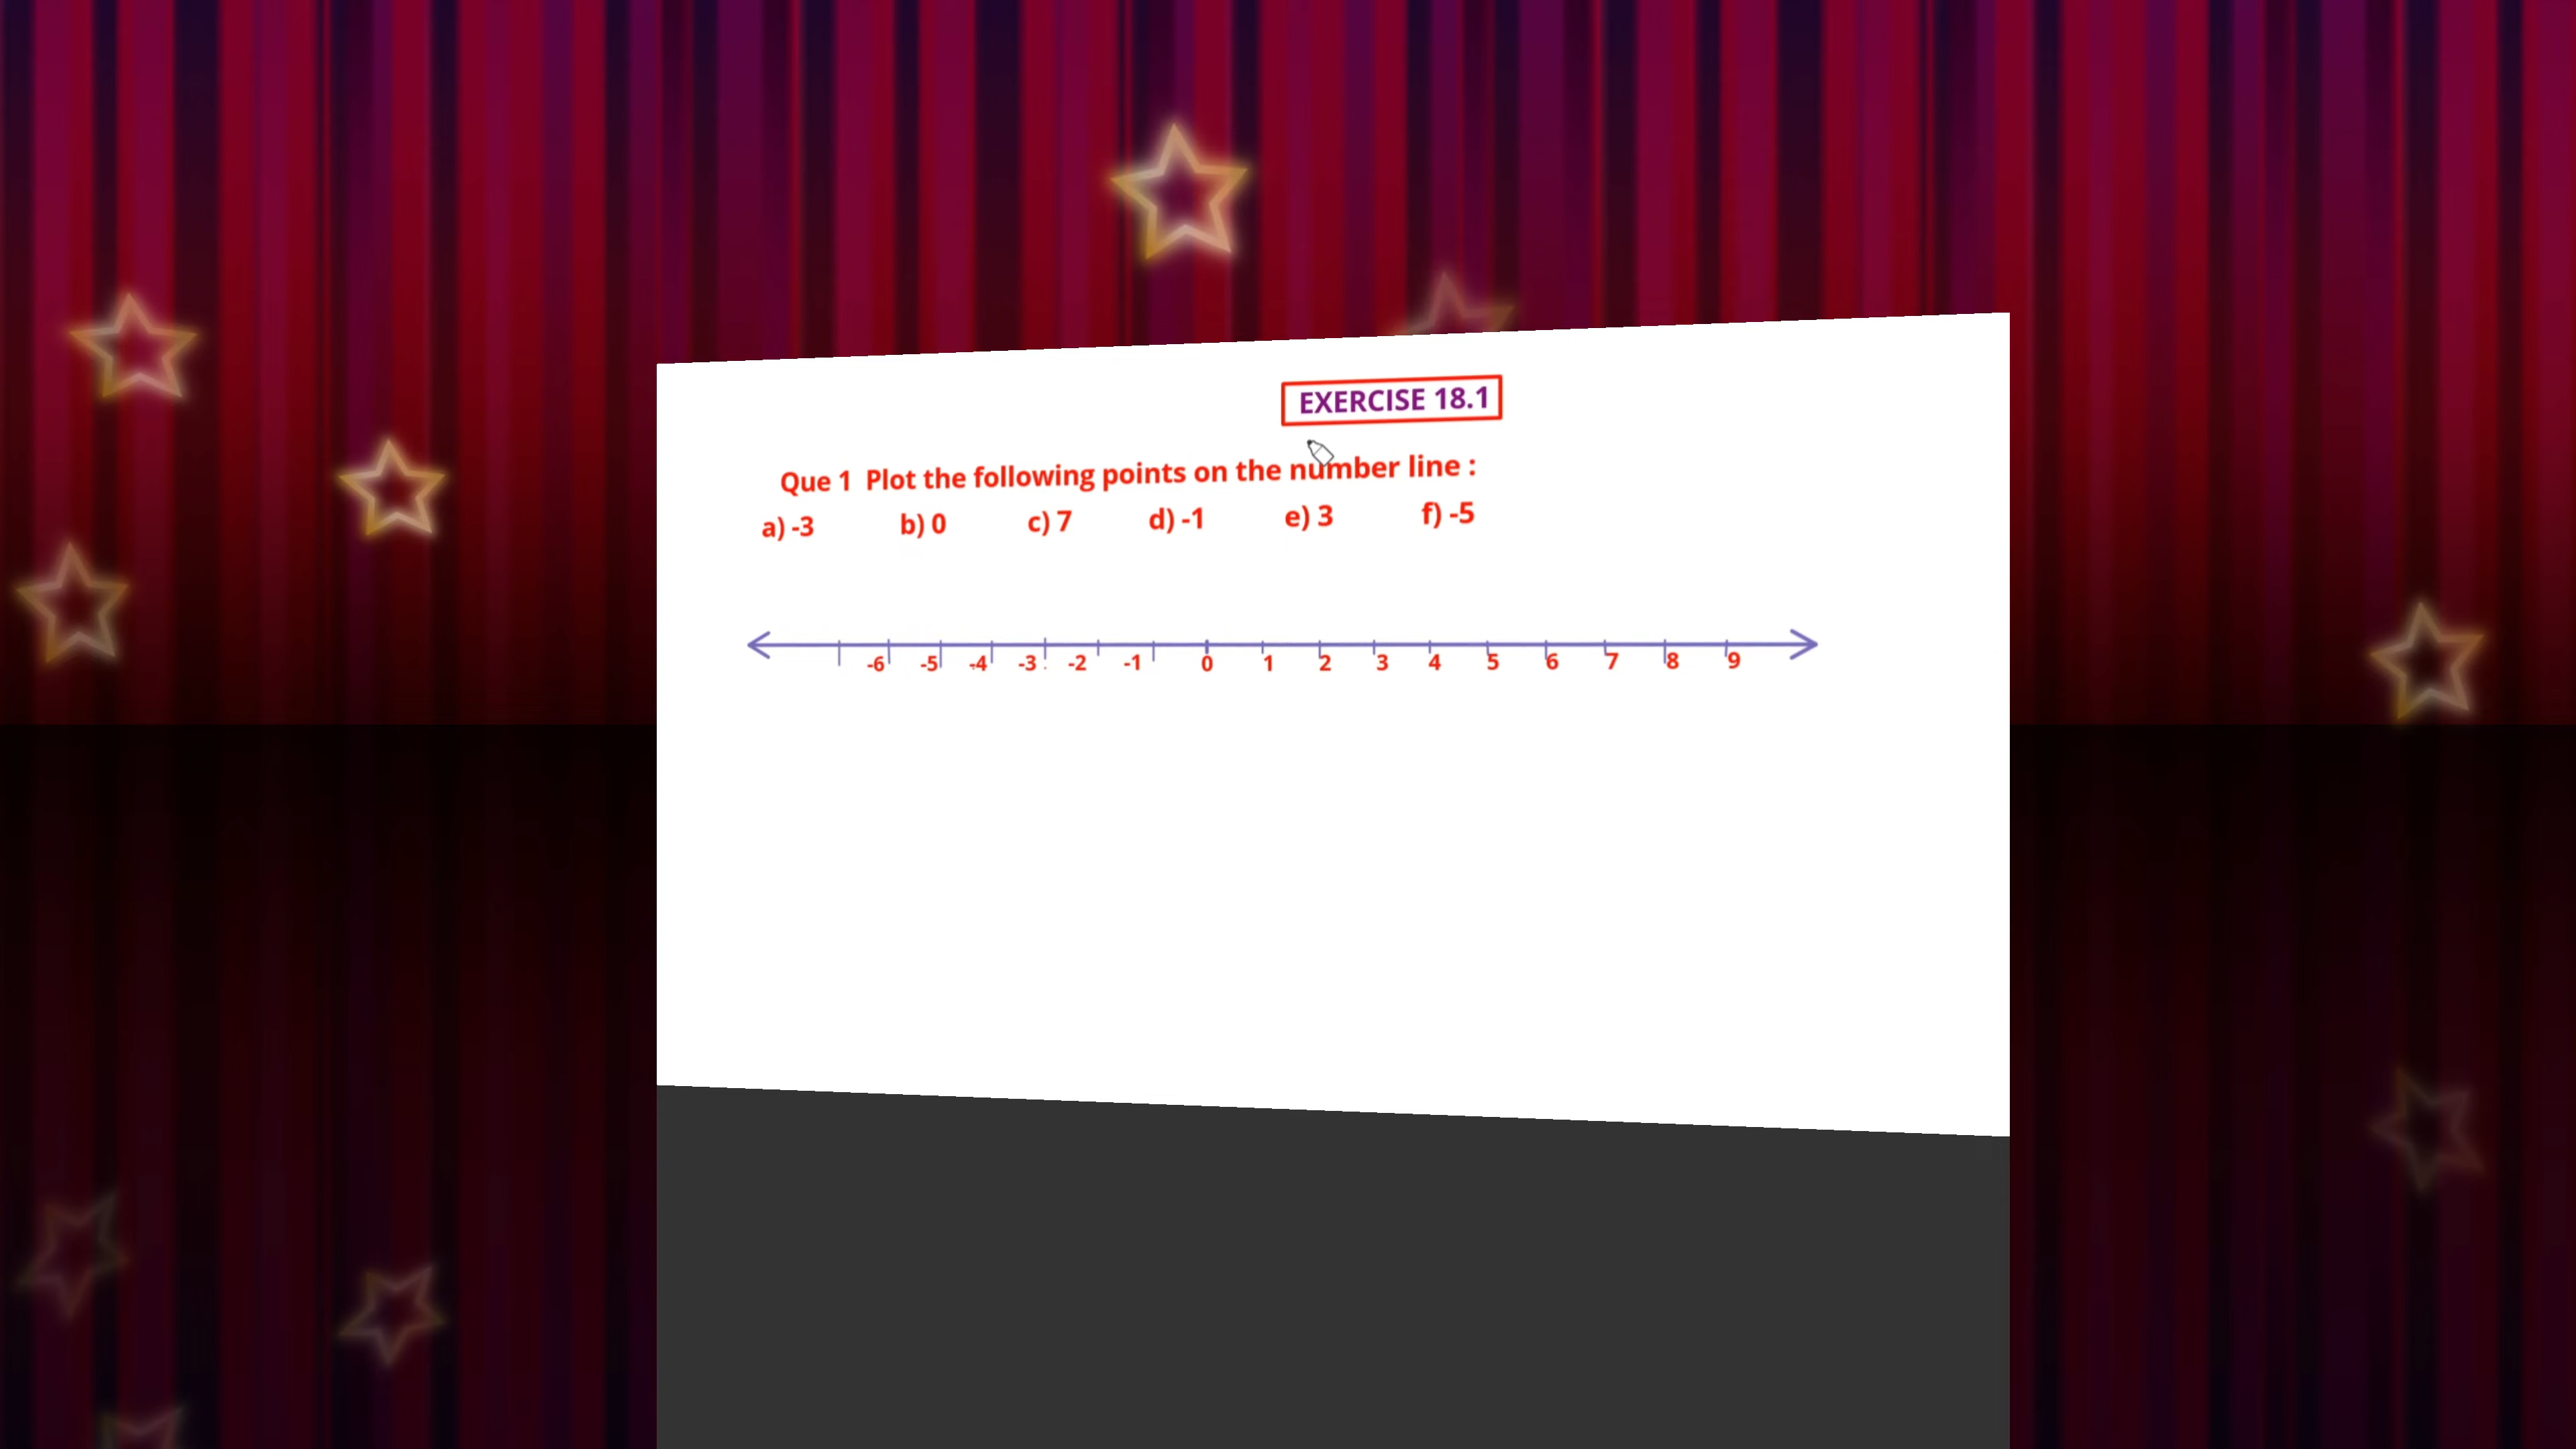 EXERCISE 18.1
Que 1 Plot the following points on the number line :
a) -3 b) 0 c) 7 d) -1 e) 3 f) -5
-6 -5 -4 -3 -2 -1 0 1 2 3 4 5 6 7 8 9